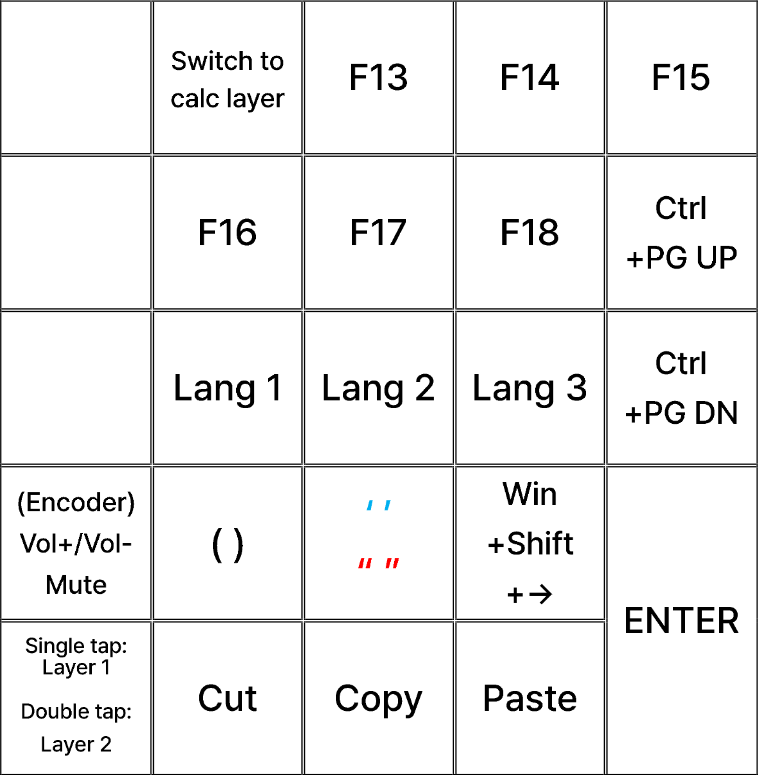 Switch to
calc layer
F13
F14
F15
F16
F17
F18
Ctrl
+PG UP
Lang 1
Lang 2
Lang 3
Ctrl
+PG DN
(Encoder)
Vol+/Vol-
Mute
( )
‘ ’
“ ”
Win
+Shift
+→
ENTER
Single tap:
Layer 1
Double tap:
Layer 2
Cut
Copy
Paste